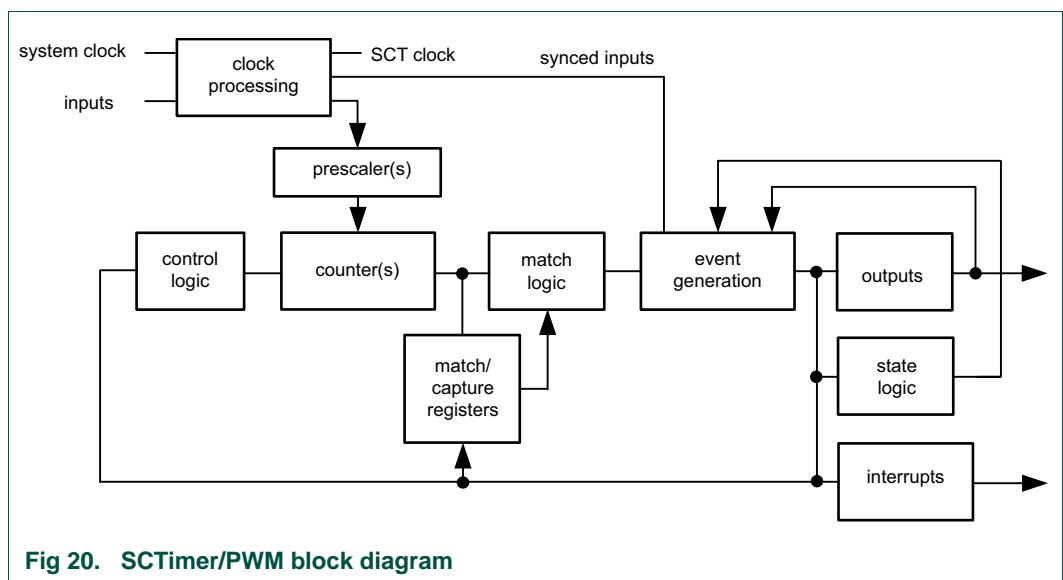 system clock
inputs
clock
processing
SCT clock
synced inputs
prescaler(s)
control
logic
counter(s)
match
logic
event
generation
outputs
match/
capture
registers
state
logic
interrupts
Fig 20. SCTimer/PWM block diagram